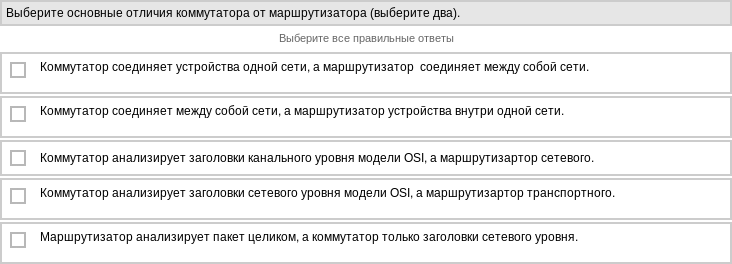 Выберите основные отличия коммутатора от маршрутизатора (выберите два).
Выберите все правильные ответы
Коммутатор соединяет устройства одной сети, а маршрутизатор  соединяет между собой сети.
Коммутатор соединяет между собой сети, а маршрутизатор устройства внутри одной сети.
Коммутатор анализирует заголовки канального уровня модели OSI, а маршрутизартор сетевого.
Коммутатор анализирует заголовки сетевого уровня модели OSI, а маршрутизартор транспортного.
Маршрутизатор анализирует пакет целиком, а коммутатор только заголовки сетевого уровня.